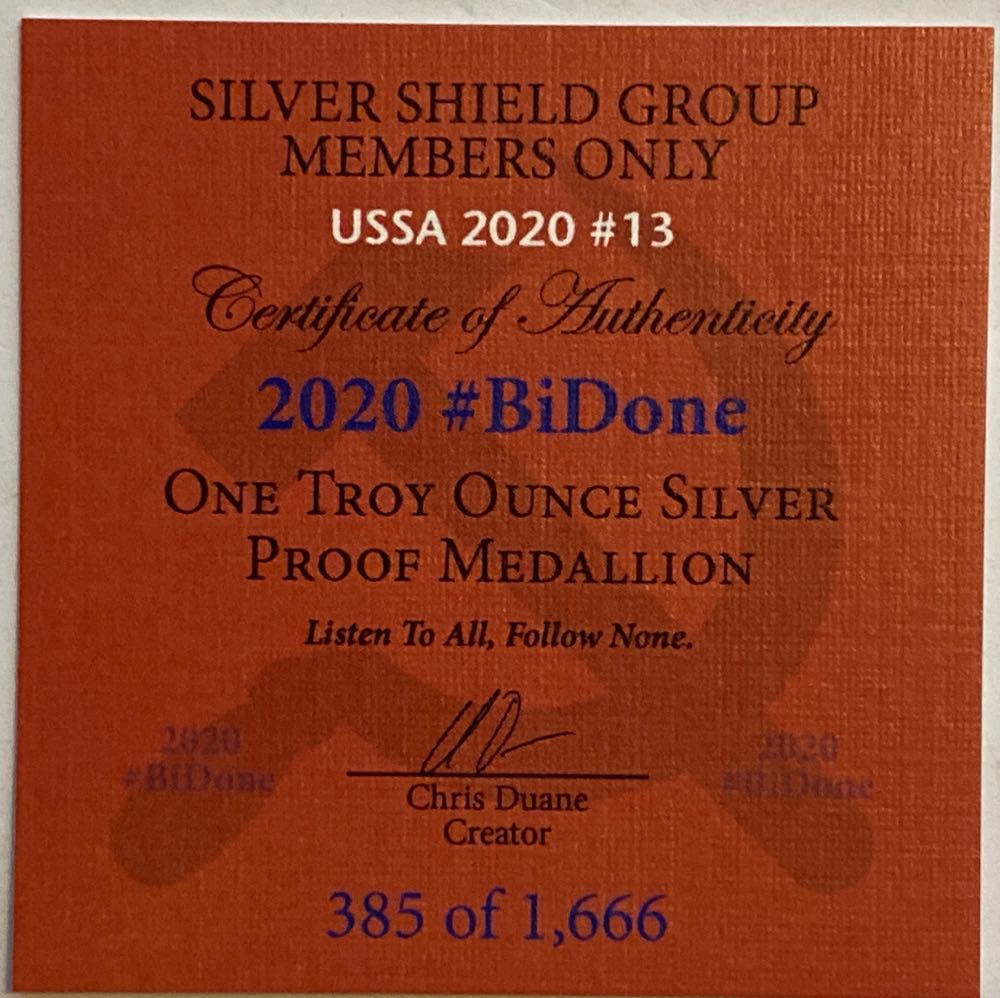 SILVER SHIELD GROUP
MEMBERS ONLY
USSA 2020 #13
Certificate of Authenticity
2020 #BiDone
ONE TROY OUNCE SILVER
PROOF MEDALLION
Listen To All, Follow None.
2020
#BiDone
2020
#BiDone
Chris Duane
Creator
385 of 1,666